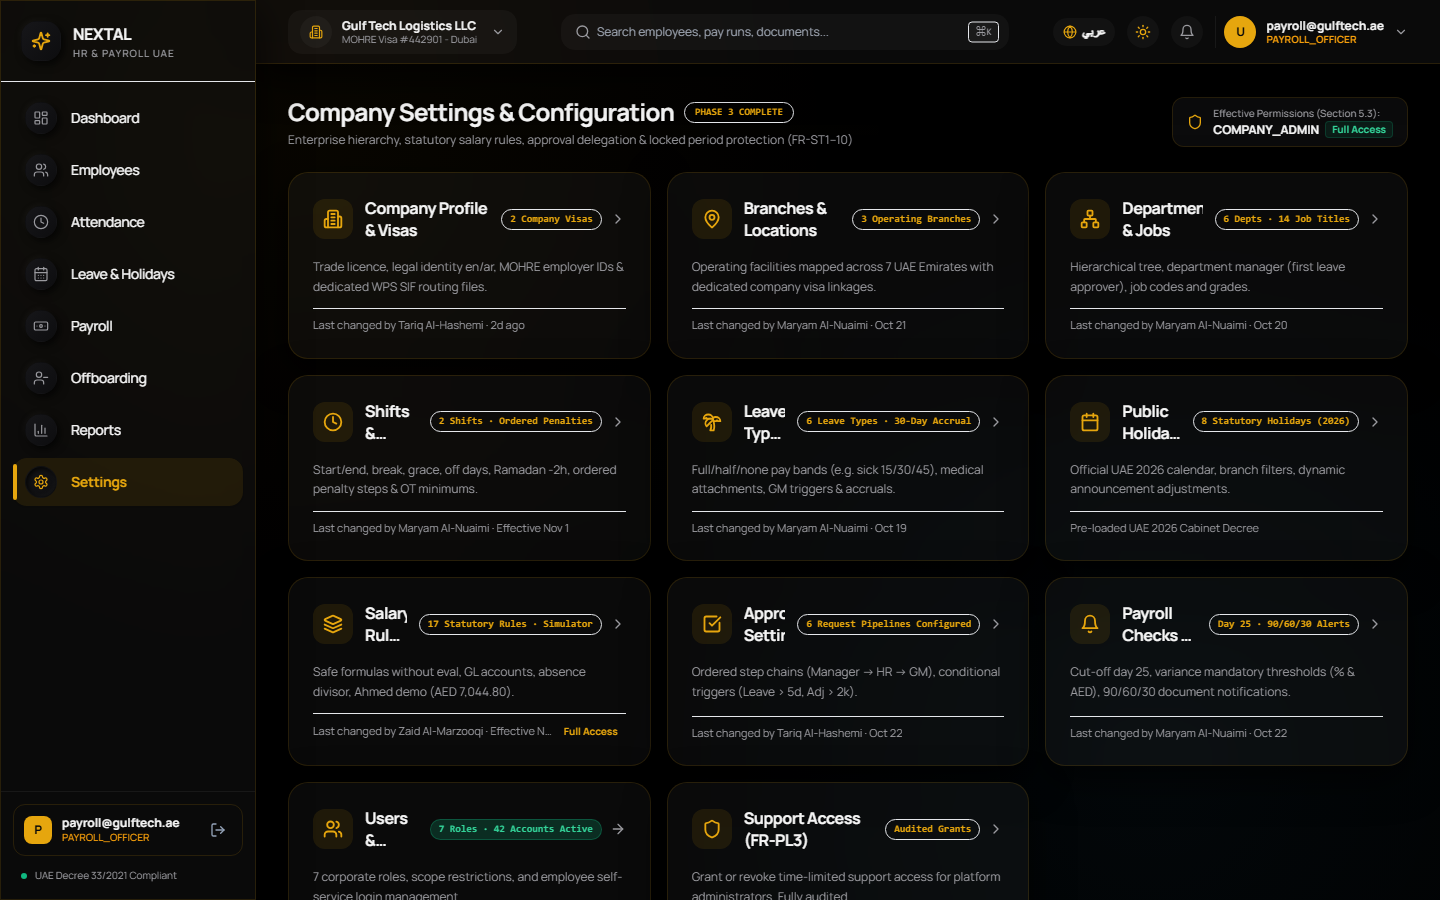 NEXTAL
HR & PAYROLL UAE
Dashboard
Employees
Attendance
Leave & Holidays
Payroll
Offboarding
Reports
Settings
P
payroll@gulftech.ae
PAYROLL_OFFICER
UAE Decree 33/2021 Compliant
Gulf Tech Logistics LLC
MOHRE Visa #442901 - Dubai
Search employees, pay runs, documents...
⌘K
عربي
U
payroll@gulftech.ae
PAYROLL_OFFICER
Company Settings & Configuration
PHASE 3 COMPLETE
Enterprise hierarchy, statutory salary rules, approval delegation & locked period protection (FR-ST1–10)
Effective Permissions (Section 5.3):
COMPANY_ADMIN Full Access
Company Profile
& Visas
2 Company Visas
Trade licence, legal identity en/ar, MOHRE employer IDs &
dedicated WPS SIF routing files.
Last changed by Tariq Al-Hashemi · 2d ago
Branches &
Locations
3 Operating Branches
Operating facilities mapped across 7 UAE Emirates with
dedicated company visa linkages.
Last changed by Maryam Al-Nuaimi · Oct 21
Departmen
& Jobs
6 Depts · 14 Job Titles
Hierarchical tree, department manager (first leave
approver), job codes and grades.
Last changed by Maryam Al-Nuaimi · Oct 20
Shifts
&...
2 Shifts · Ordered Penalties
Start/end, break, grace, off days, Ramadan -2h, ordered
penalty steps & OT minimums.
Last changed by Maryam Al-Nuaimi · Effective Nov 1
Leave
Typ...
6 Leave Types · 30-Day Accrual
Full/half/none pay bands (e.g. sick 15/30/45), medical
attachments, GM triggers & accruals.
Last changed by Maryam Al-Nuaimi · Oct 19
Public
Holida...
8 Statutory Holidays (2026)
Official UAE 2026 calendar, branch filters, dynamic
announcement adjustments.
Pre-loaded UAE 2026 Cabinet Decree
Salary
Rul...
17 Statutory Rules · Simulator
Safe formulas without eval, GL accounts, absence
divisor, Ahmed demo (AED 7,044.80).
Last changed by Zaid Al-Marzooqi · Effective N... Full Access
Appro
Settin
6 Request Pipelines Configured
Ordered step chains (Manager → HR → GM), conditional
triggers (Leave > 5d, Adj > 2k).
Last changed by Tariq Al-Hashemi · Oct 22
Payroll
Checks ...
Day 25 · 90/60/30 Alerts
Cut-off day 25, variance mandatory thresholds (% &
AED), 90/60/30 document notifications.
Last changed by Maryam Al-Nuaimi · Oct 22
Users
&...
7 Roles · 42 Accounts Active
7 corporate roles, scope restrictions, and employee self-
service login management.
Support Access
(FR-PL3)
Audited Grants
Grant or revoke time-limited support access for platform
administrators. Fully audited.